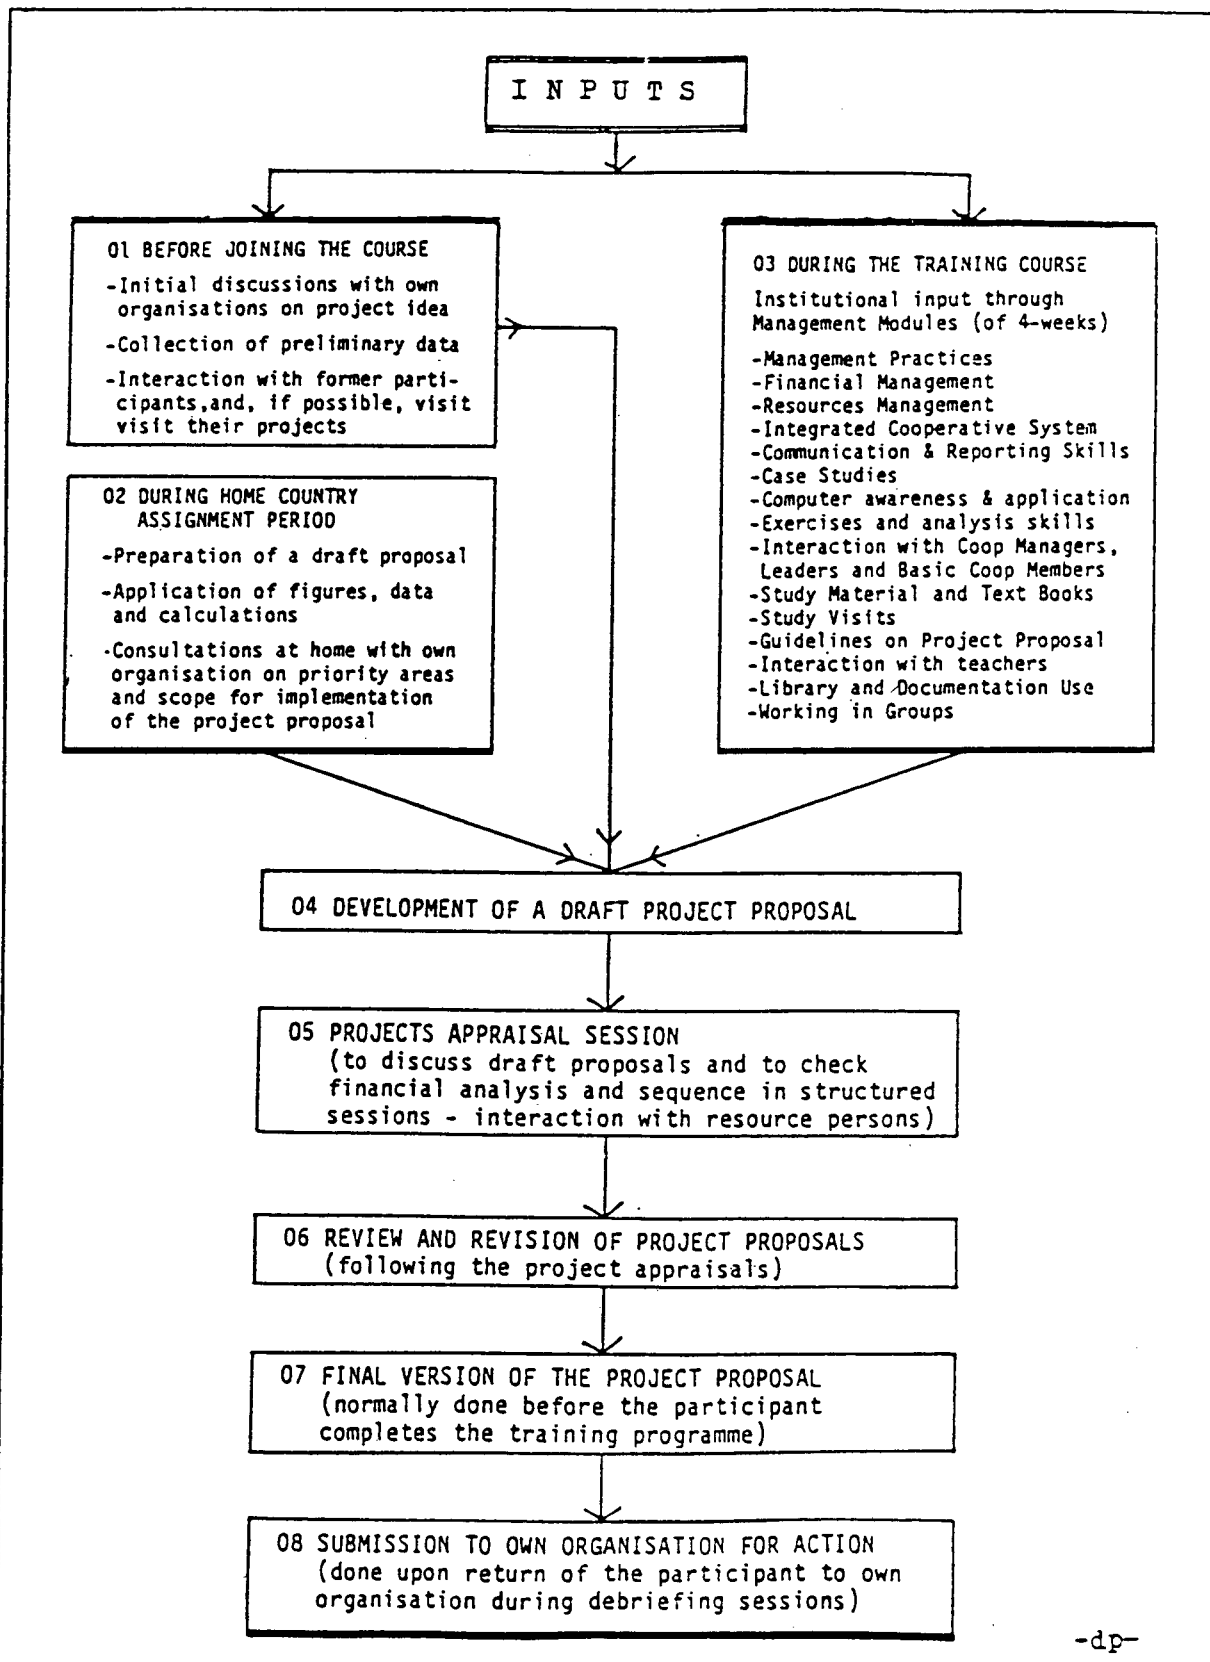 I N P U T S
01 BEFORE JOINING THE COURSE
-Initial discussions with own
organisations on project idea
-Collection of preliminary data
-Interaction with former parti-
cipants,and, if possible, visit
visit their projects
02 DURING HOME COUNTRY
ASSIGNMENT PERIOD
-Preparation of a draft proposal
-Application of figures, data
and calculations
-Consultations at home with own
organisation on priority areas
and scope for implementation
of the project proposal
03 DURING THE TRAINING COURSE
Institutional input through
Management Modules (of 4-weeks)
-Management Practices
-Financial Management
-Resources Management
-Integrated Cooperative System
-Communication & Reporting Skills
-Case Studies
-Computer awareness & application
-Exercises and analysis skills
-Interaction with Coop Managers,
Leaders and Basic Coop Members
-Study Material and Text Books
-Study Visits
-Guidelines on Project Proposal
-Interaction with teachers
-Library and Documentation Use
-Working in Groups
04 DEVELOPMENT OF A DRAFT PROJECT PROPOSAL
05 PROJECTS APPRAISAL SESSION
(to discuss draft proposals and to check
financial analysis and sequence in structured
sessions - interaction with resource persons)
06 REVIEW AND REVISION OF PROJECT PROPOSALS
(following the project appraisals)
07 FINAL VERSION OF THE PROJECT PROPOSAL
(normally done before the participant
completes the training programme)
08 SUBMISSION TO OWN ORGANISATION FOR ACTION
(done upon return of the participant to own
organisation during debriefing sessions)
-dp-